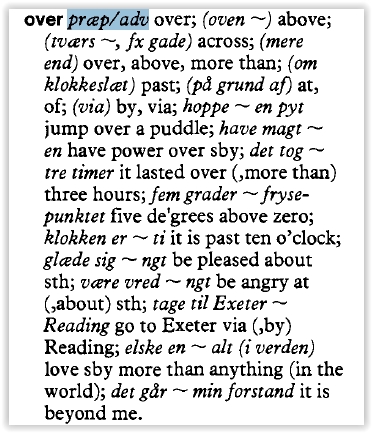 over præp/adv over; (oven ~) above;
(tværs ~, fx gade) across; (mere
end) over, above, more than; (om
klokkeslæt) past; (på grund af) at,
of; (via) by, via; hoppe ~ en pyt
jump over a puddle; have magt ~
en have power over sby; det tog ~
tre timer it lasted over (,more than)
three hours; fem grader ~ fryse-
punktet five de'grees above zero;
klokken er ~ ti it is past ten o'clock;
glæde sig ~ ngt be pleased about
sth; være vred ~ ngt be angry at
(,about) sth; tage til Exeter ~
Reading go to Exeter via (,by)
Reading; elske en ~ alt (i verden)
love sby more than anything (in the
world); det går ~ min forstand it is
beyond me.